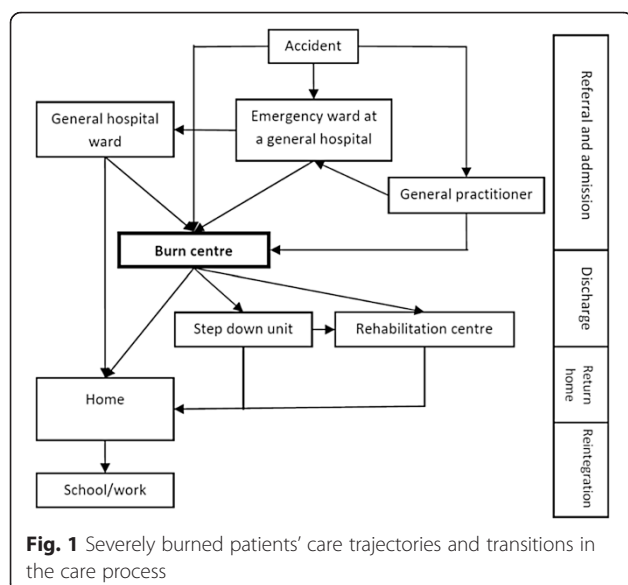 Accident
General hospital
ward
Emergency ward at
a general hospital
General practitioner
Burn centre
Step down unit
Rehabilitation centre
Home
School/work
Referral and admission
Discharge
Return
home
Reintegration
Fig. 1 Severely burned patients’ care trajectories and transitions in
the care process